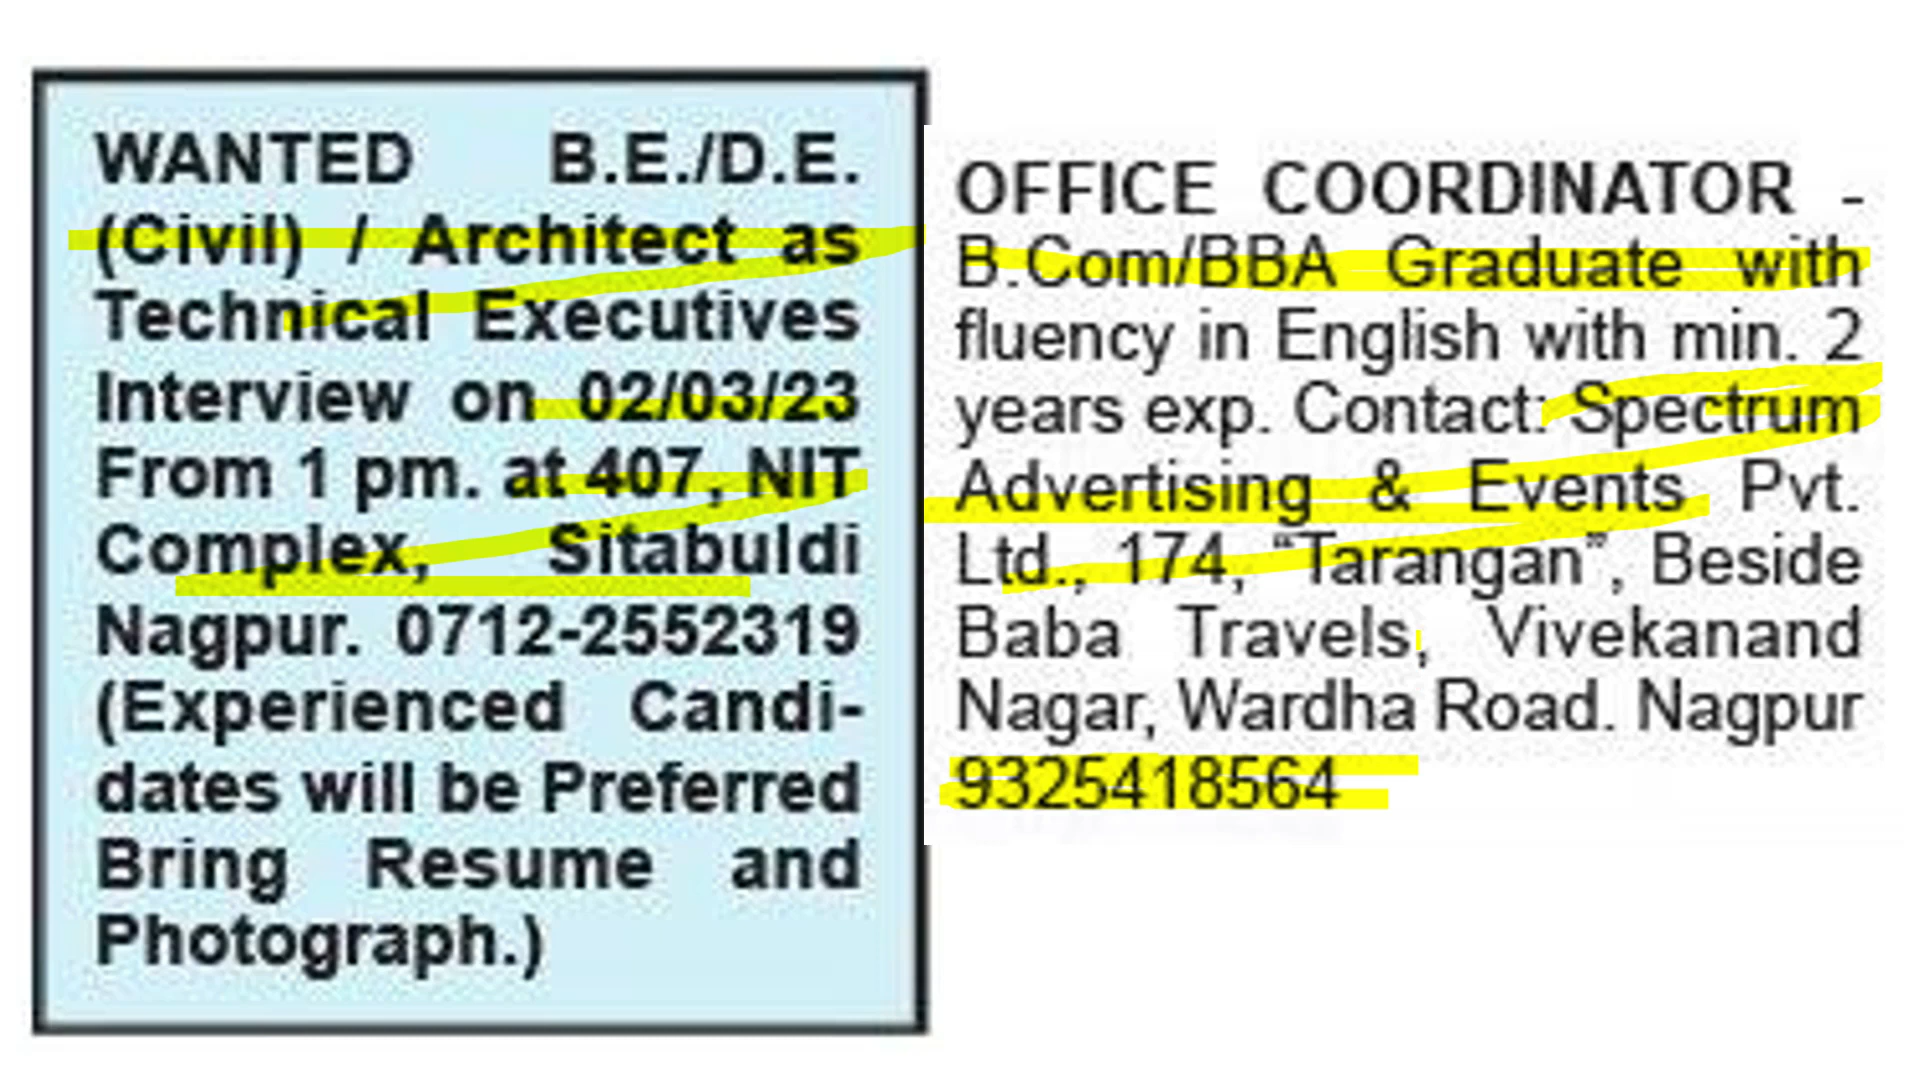 WANTED B.E./D.E.
(Civil) / Architect as
Technical Executives
Interview on 02/03/23
From 1 pm. at 407, NIT
Complex, Sitabuldi
Nagpur. 0712-2552319
(Experienced Candi-
dates will be Preferred
Bring Resume and
Photograph.)
OFFICE COORDINATOR -
B.Com/BBA Graduate with
fluency in English with min. 2
years exp. Contact: Spectrum
Advertising & Events Pvt.
Ltd., 174, “Tarangan”, Beside
Baba Travels, Vivekanand
Nagar, Wardha Road. Nagpur
9325418564